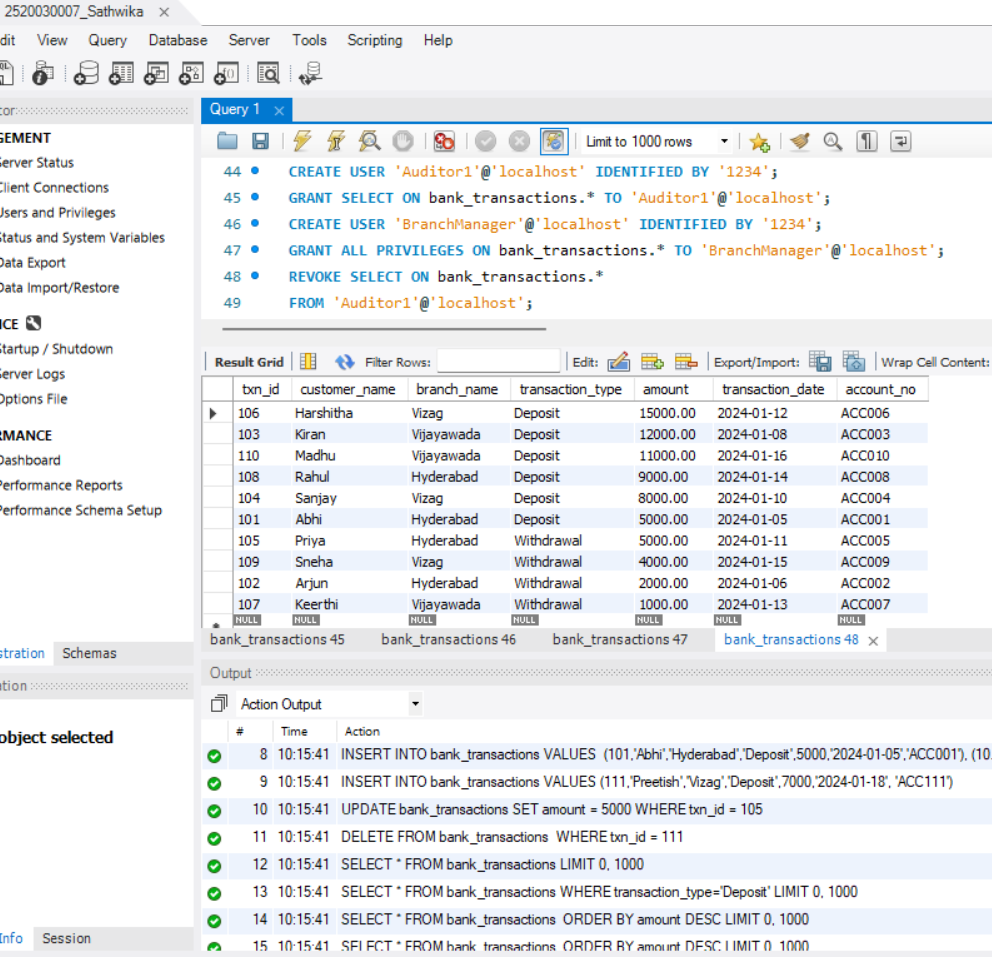 2520030007_Sathwika ×
dit View Query Database Server Tools Scripting Help
tor
GEMENT
Server Status
Client Connections
Users and Privileges
Status and System Variables
Data Export
Data Import/Restore
ICE
Startup / Shutdown
Server Logs
Options File
RMANCE
Dashboard
Performance Reports
Performance Schema Setup
stration Schemas
ation
object selected
Info Session
Query 1 ×
Limit to 1000 rows
44 CREATE USER 'Auditor1'@'localhost' IDENTIFIED BY '1234';
45 GRANT SELECT ON bank_transactions.* TO 'Auditor1'@'localhost';
46 CREATE USER 'BranchManager'@'localhost' IDENTIFIED BY '1234';
47 GRANT ALL PRIVILEGES ON bank_transactions.* TO 'BranchManager'@'localhost';
48 REVOKE SELECT ON bank_transactions.*
49 FROM 'Auditor1'@'localhost';
Result Grid Filter Rows: Edit: Export/Import: Wrap Cell Content:
txn_id customer_name branch_name transaction_type amount transaction_date account_no
106 Harshitha Vizag Deposit 15000.00 2024-01-12 ACC006
103 Kiran Vijayawada Deposit 12000.00 2024-01-08 ACC003
110 Madhu Vijayawada Deposit 11000.00 2024-01-16 ACC010
108 Rahul Hyderabad Deposit 9000.00 2024-01-14 ACC008
104 Sanjay Vizag Deposit 8000.00 2024-01-10 ACC004
101 Abhi Hyderabad Deposit 5000.00 2024-01-05 ACC001
105 Priya Hyderabad Withdrawal 5000.00 2024-01-11 ACC005
109 Sneha Vizag Withdrawal 4000.00 2024-01-15 ACC009
102 Arjun Hyderabad Withdrawal 2000.00 2024-01-06 ACC002
107 Keerthi Vijayawada Withdrawal 1000.00 2024-01-13 ACC007
NULL NULL NULL NULL NULL NULL NULL
bank_transactions 45 bank_transactions 46 bank_transactions 47 bank_transactions 48 ×
Output
Action Output
# Time Action
8 10:15:41 INSERT INTO bank_transactions VALUES (101,'Abhi','Hyderabad','Deposit',5000,'2024-01-05','ACC001'), (10.
9 10:15:41 INSERT INTO bank_transactions VALUES (111,'Preetish','Vizag','Deposit',7000,'2024-01-18', 'ACC111')
10 10:15:41 UPDATE bank_transactions SET amount = 5000 WHERE txn_id = 105
11 10:15:41 DELETE FROM bank_transactions WHERE txn_id = 111
12 10:15:41 SELECT * FROM bank_transactions LIMIT 0, 1000
13 10:15:41 SELECT * FROM bank_transactions WHERE transaction_type='Deposit' LIMIT 0, 1000
14 10:15:41 SELECT * FROM bank_transactions ORDER BY amount DESC LIMIT 0, 1000
15 10:15:41 SELECT * FROM bank_transactions ORDER BY amount DESC LIMIT 0, 1000